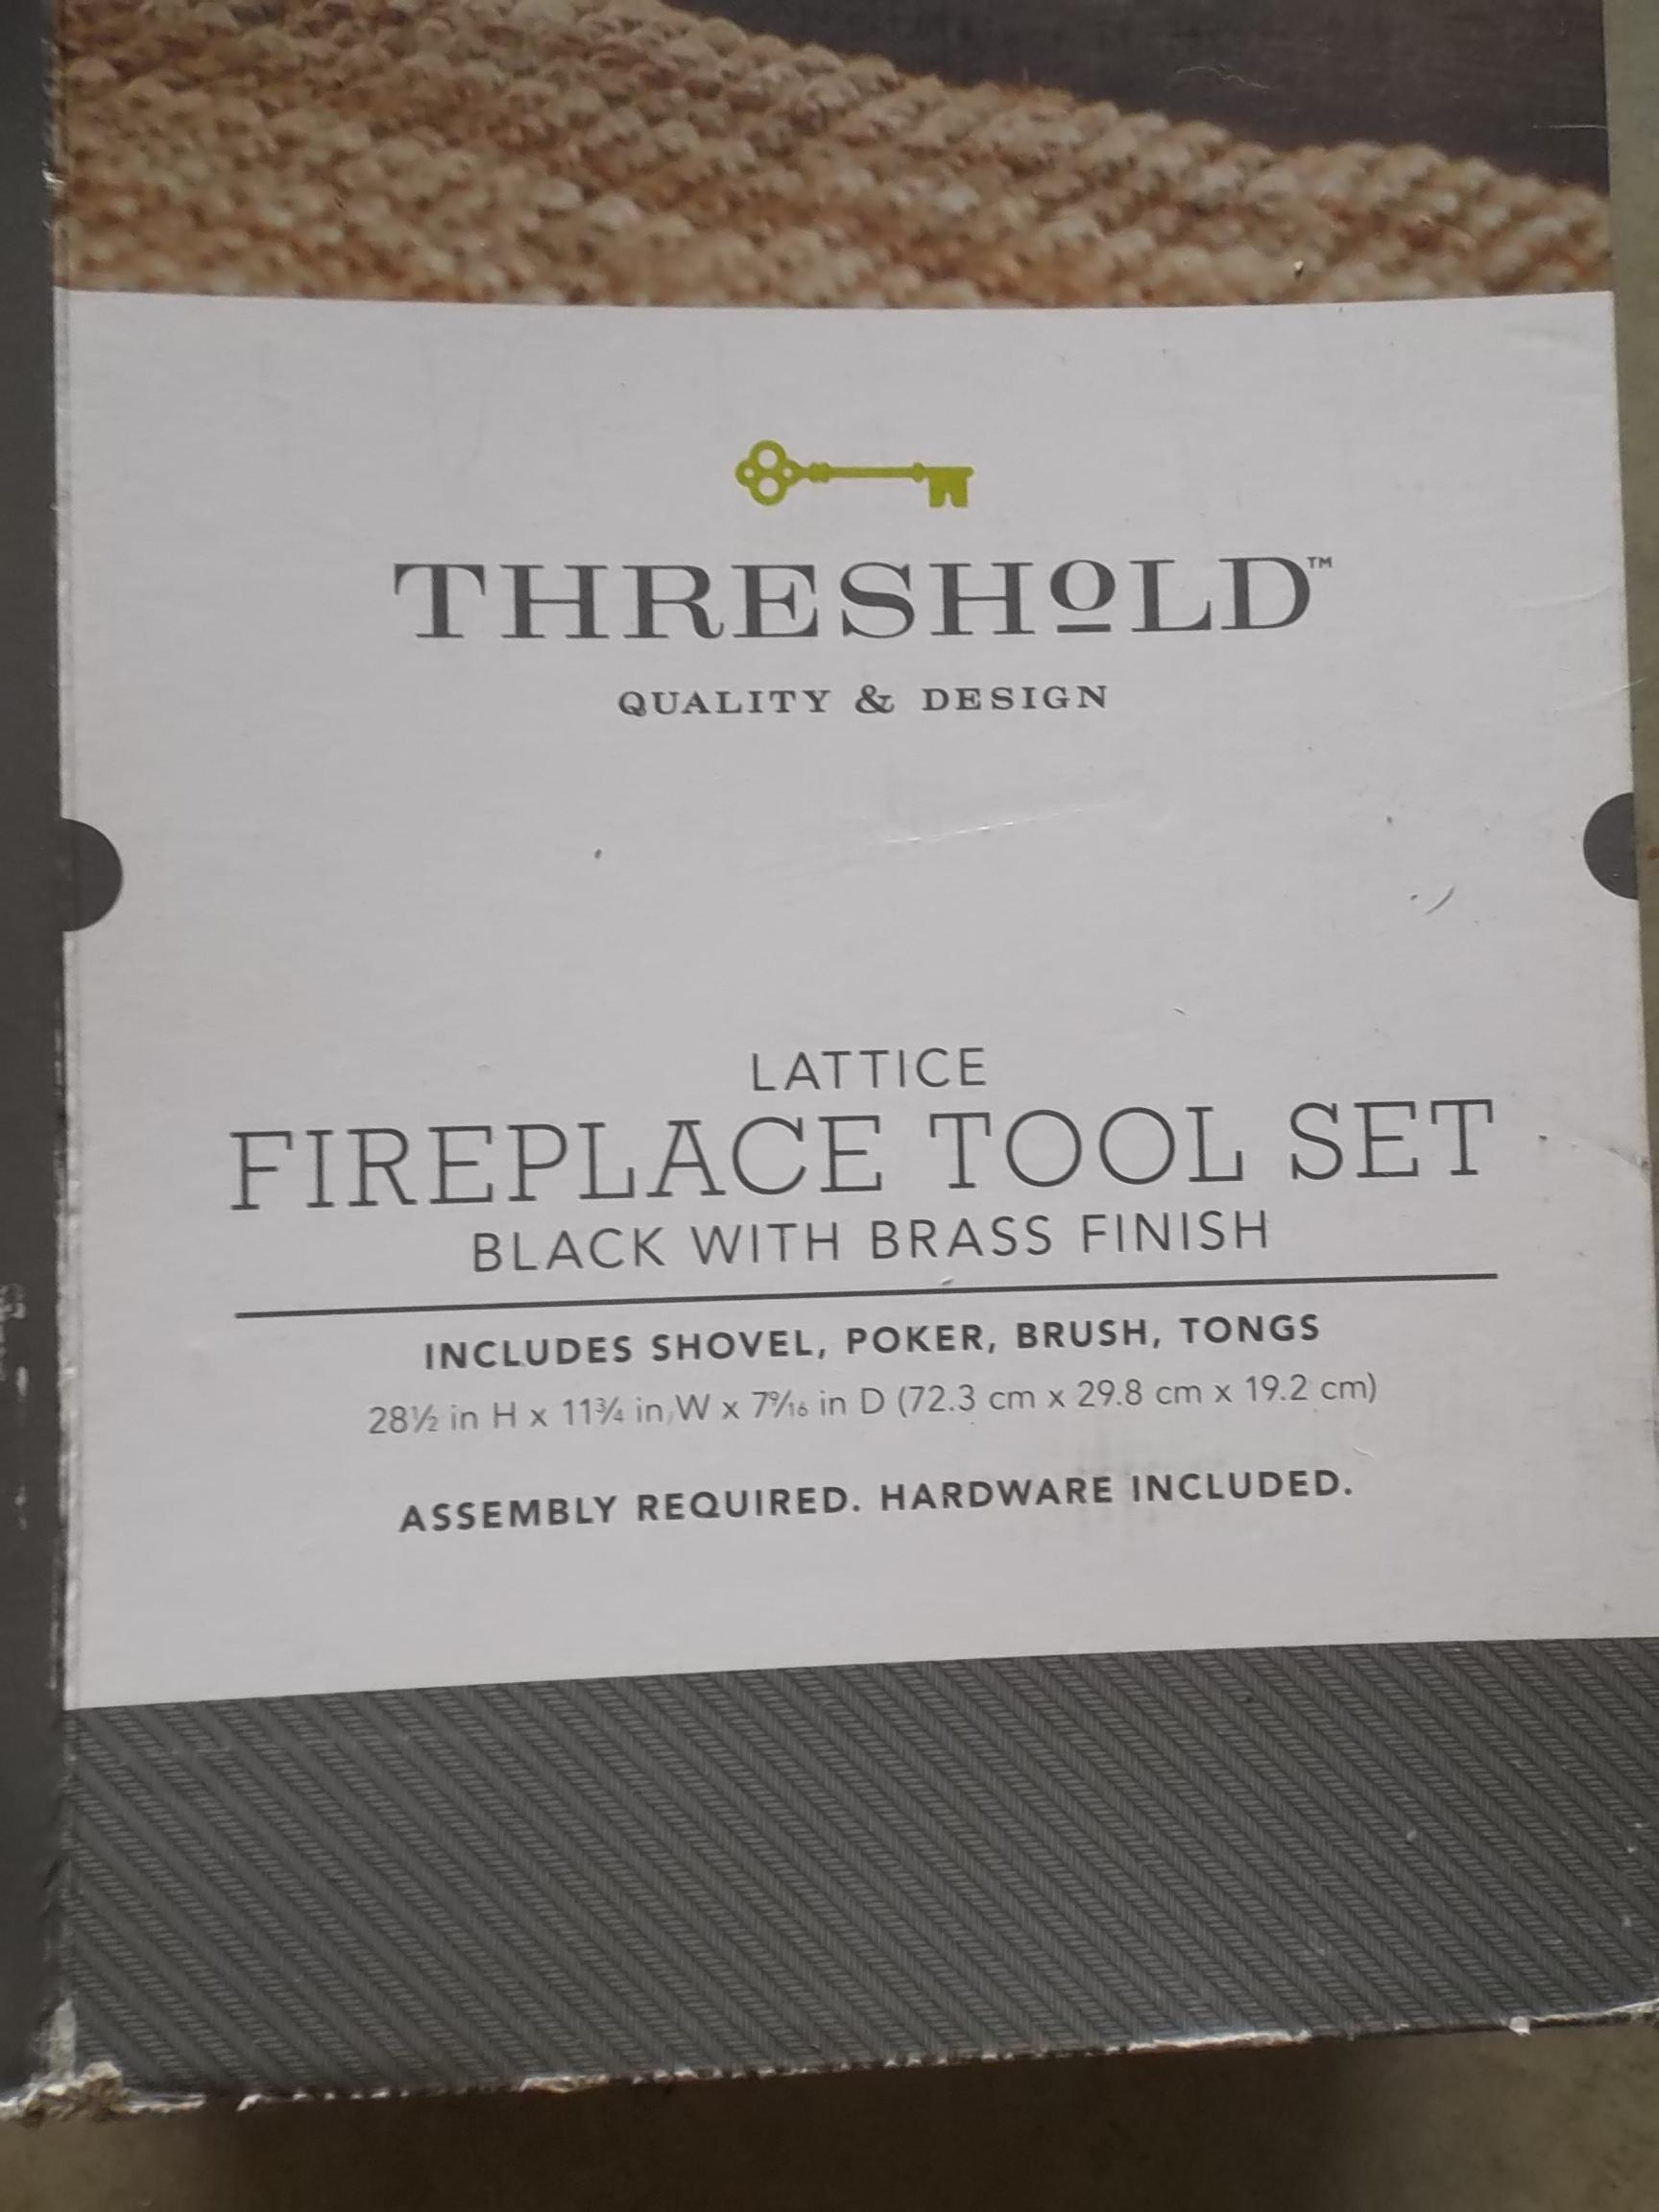 THRESHOLD™
QUALITY & DESIGN
LATTICE
FIREPLACE TOOL SET
BLACK WITH BRASS FINISH
INCLUDES SHOVEL, POKER, BRUSH, TONGS
28½ in H x 11¾ in W x 79⁄16 in D (72.3 cm x 29.8 cm x 19.2 cm)
ASSEMBLY REQUIRED. HARDWARE INCLUDED.